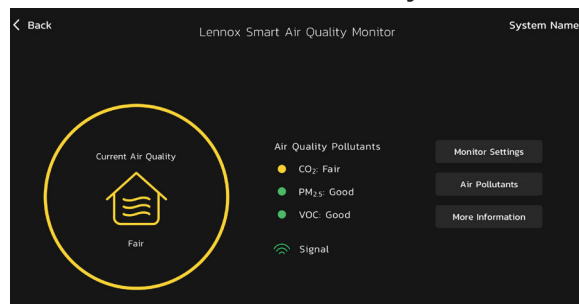 Back
Lennox Smart Air Quality Monitor
System Name
Current Air Quality
Fair
Air Quality Pollutants
CO₂: Fair
PM₂.₅: Good
VOC: Good
Signal
Monitor Settings
Air Pollutants
More Information